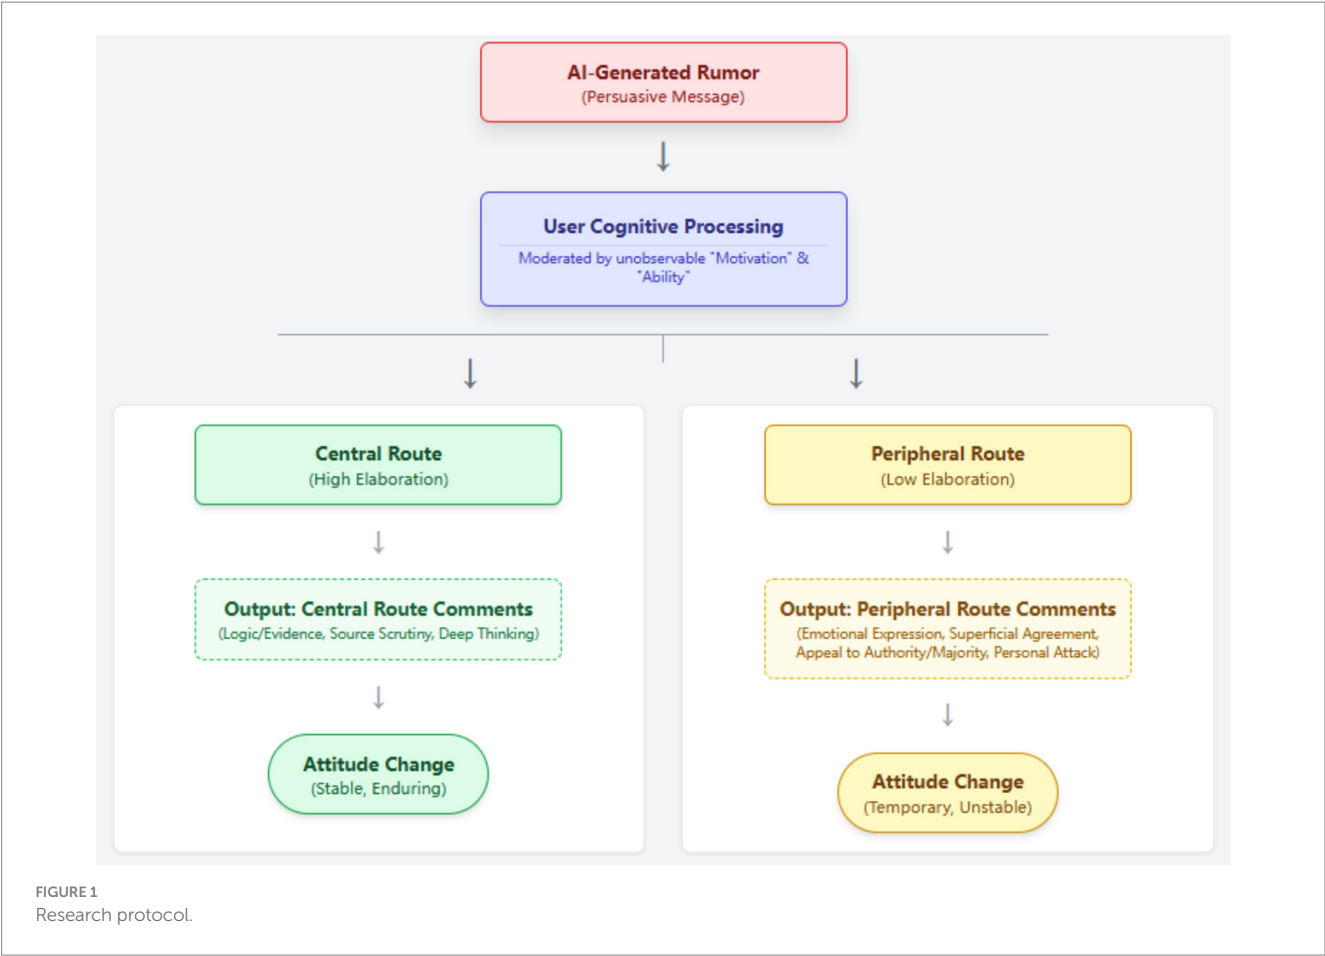 AI-Generated Rumor
(Persuasive Message)
↓
User Cognitive Processing
Moderated by unobservable "Motivation" &
"Ability"
↓
↓
Central Route
(High Elaboration)
↓
Output: Central Route Comments
(Logic/Evidence, Source Scrutiny, Deep Thinking)
↓
Attitude Change
(Stable, Enduring)
Peripheral Route
(Low Elaboration)
↓
Output: Peripheral Route Comments
(Emotional Expression, Superficial Agreement,
Appeal to Authority/Majority, Personal Attack)
↓
Attitude Change
(Temporary, Unstable)
FIGURE 1
Research protocol.